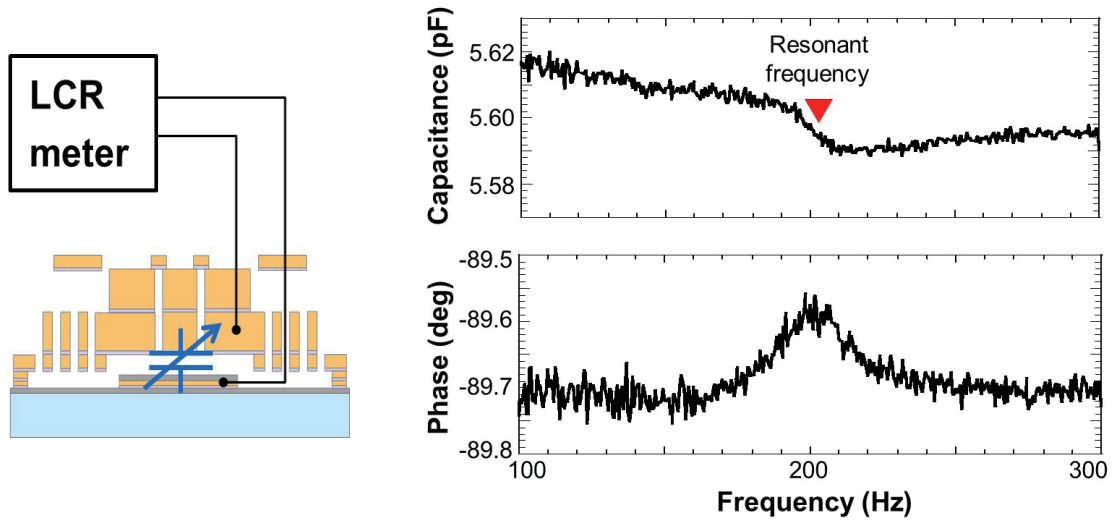 LCR
meter
Capacitance (pF)
5.62
5.60
5.58
Resonant
frequency
Phase (deg)
-89.5
-89.6
-89.7
-89.8
100
200
300
Frequency (Hz)